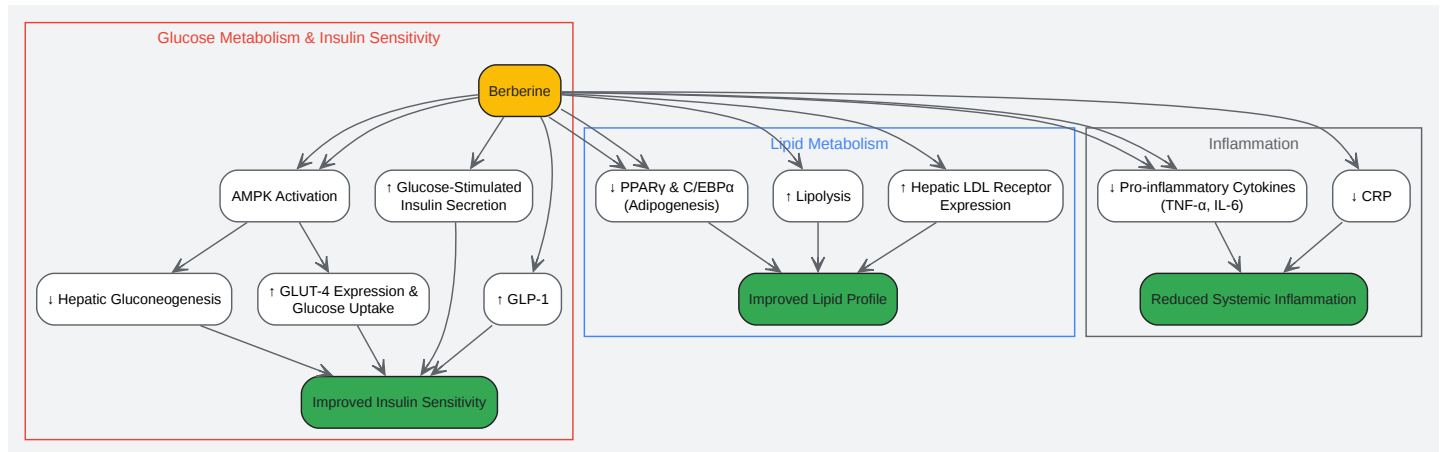 Glucose Metabolism & Insulin Sensitivity
Berberine
Lipid Metabolism
Inflammation
AMPK Activation
↑ Glucose-Stimulated
Insulin Secretion
↓ PPARγ & C/EBPα
(Adipogenesis)
↑ Lipolysis
↑ Hepatic LDL Receptor
Expression
↓ Pro-inflammatory Cytokines
(TNF-α, IL-6)
↓ CRP
↓ Hepatic Gluconeogenesis
↑ GLUT-4 Expression &
Glucose Uptake
↑ GLP-1
Improved Lipid Profile
Reduced Systemic Inflammation
Improved Insulin Sensitivity